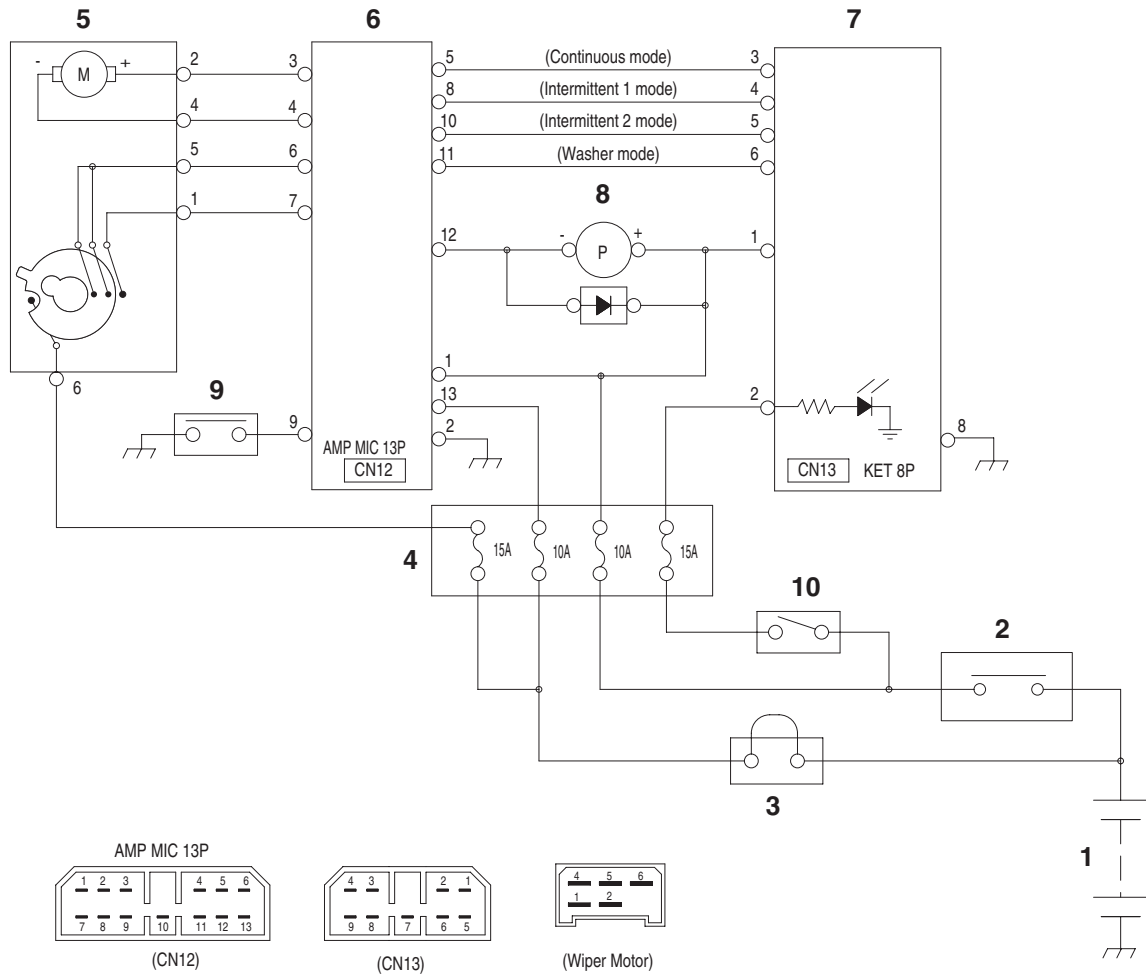 5 6 7
- M + 2 3 5 (Continuous mode) 3
8 (Intermittent 1 mode) 4
4 4 10 (Intermittent 2 mode) 5
5 6 11 (Washer mode) 6
1 7
8
12 - P + 1
1
6 9 13 2
9 2 8
AMP MIC 13P
CN12 CN13 KET 8P
4 15A 10A 10A 15A
10
2
3
1
AMP MIC 13P
1 2 3 4 5 6
7 8 9 10 11 12 13
(CN12)
4 3 2 1
9 8 7 6 5
(CN13)
4 5 6
1 2
(Wiper Motor)